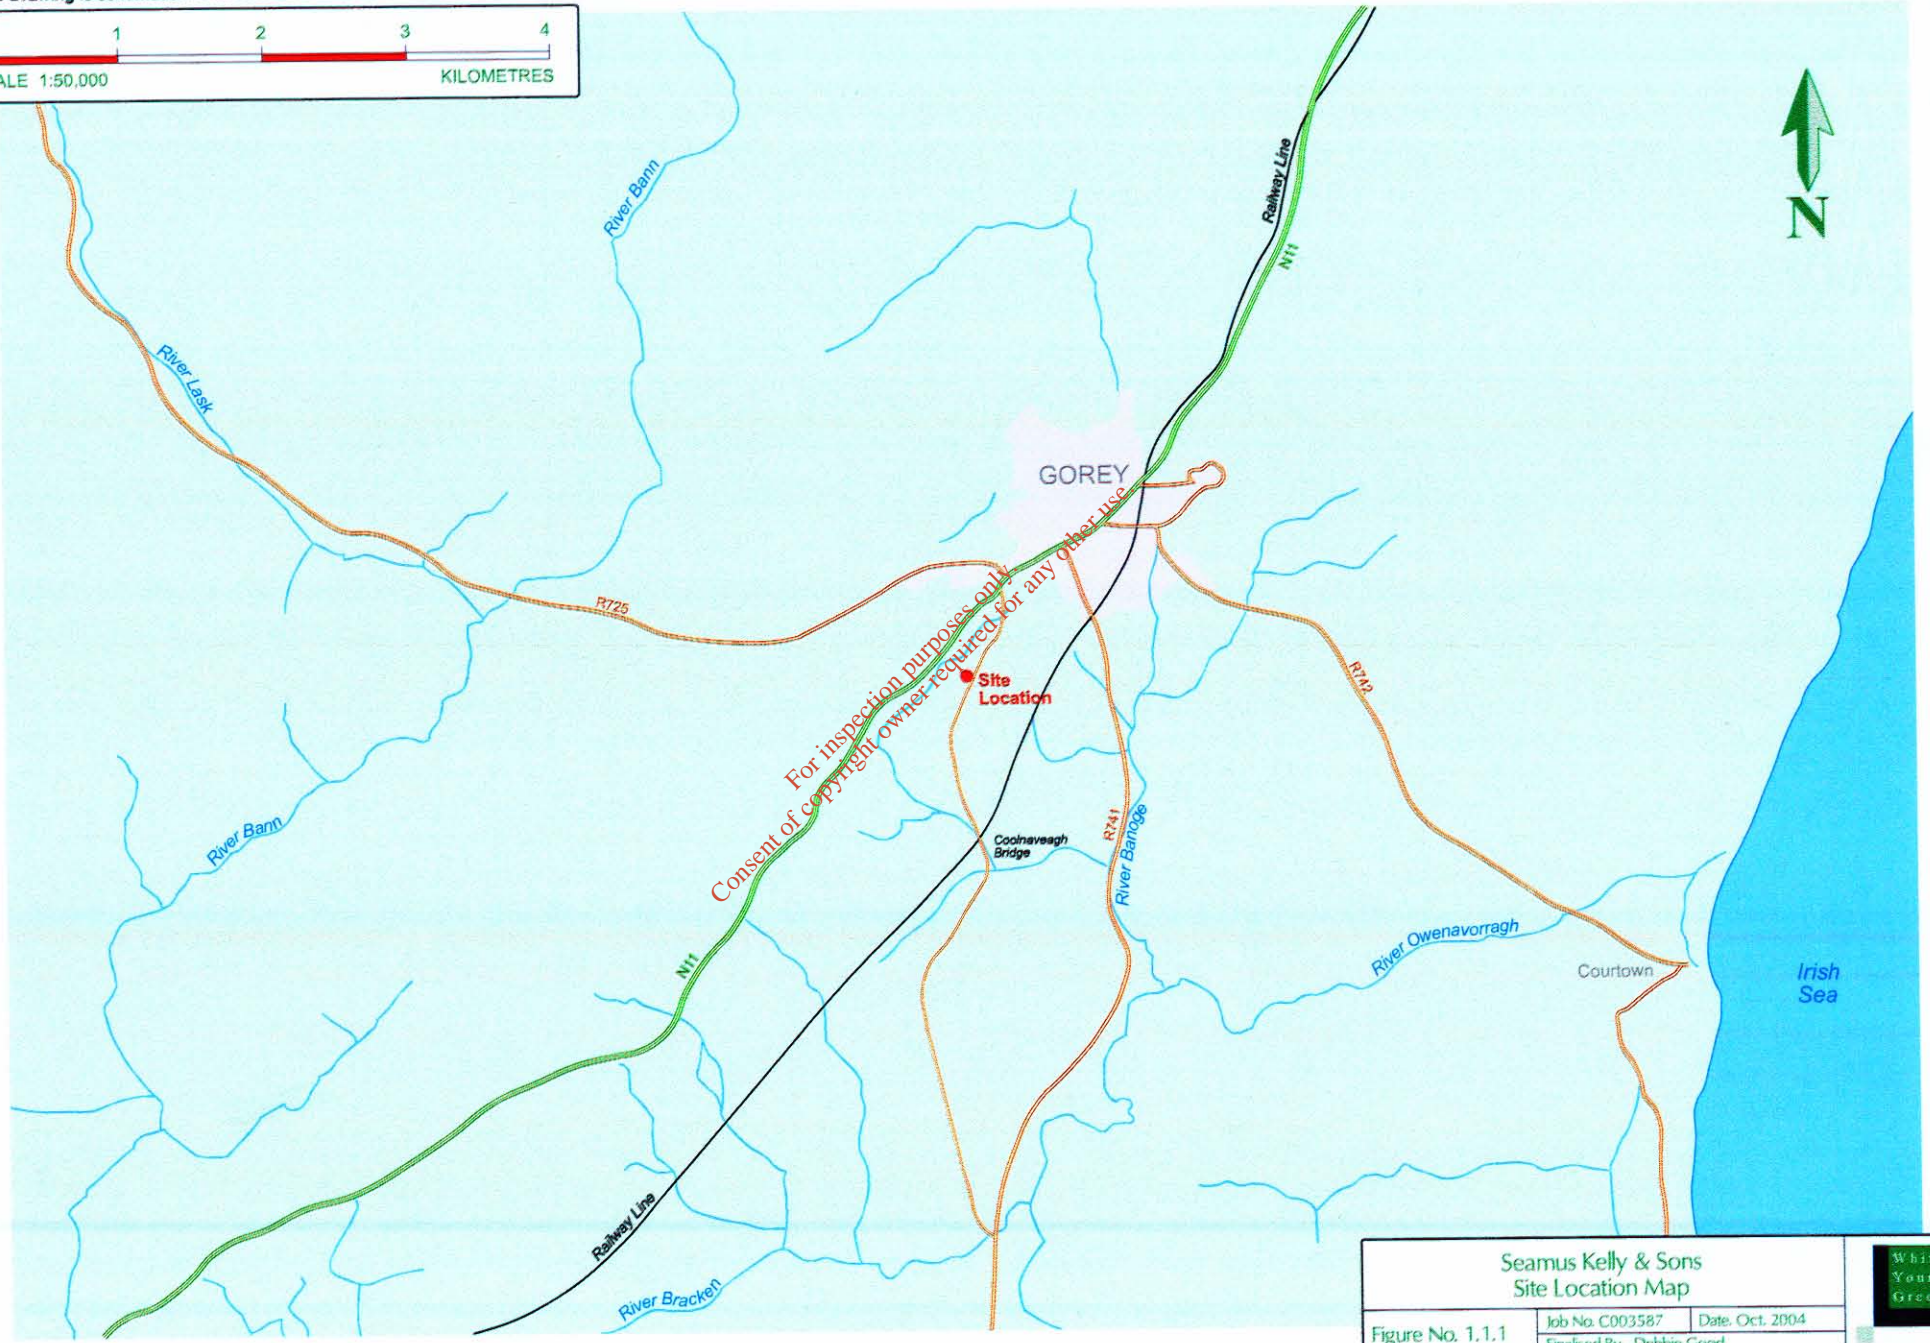 1 2 3 4
1:50,000 KILOMETRES
River Bann
Railway Line
N11
N
River Lask
GOREY
R725
R742
Site
Location
For inspection purposes only.
Consent of copyright owner required for any other use
River Bann
Coolnaveagh
Bridge
R741
River Banoge
River Owenavorragh
Courtown
Irish
Sea
N11
Railway Line
River Bracken
Seamus Kelly & Sons
Site Location Map
Figure No. 1.1.1
Job No. C003587
Date. Oct. 2004